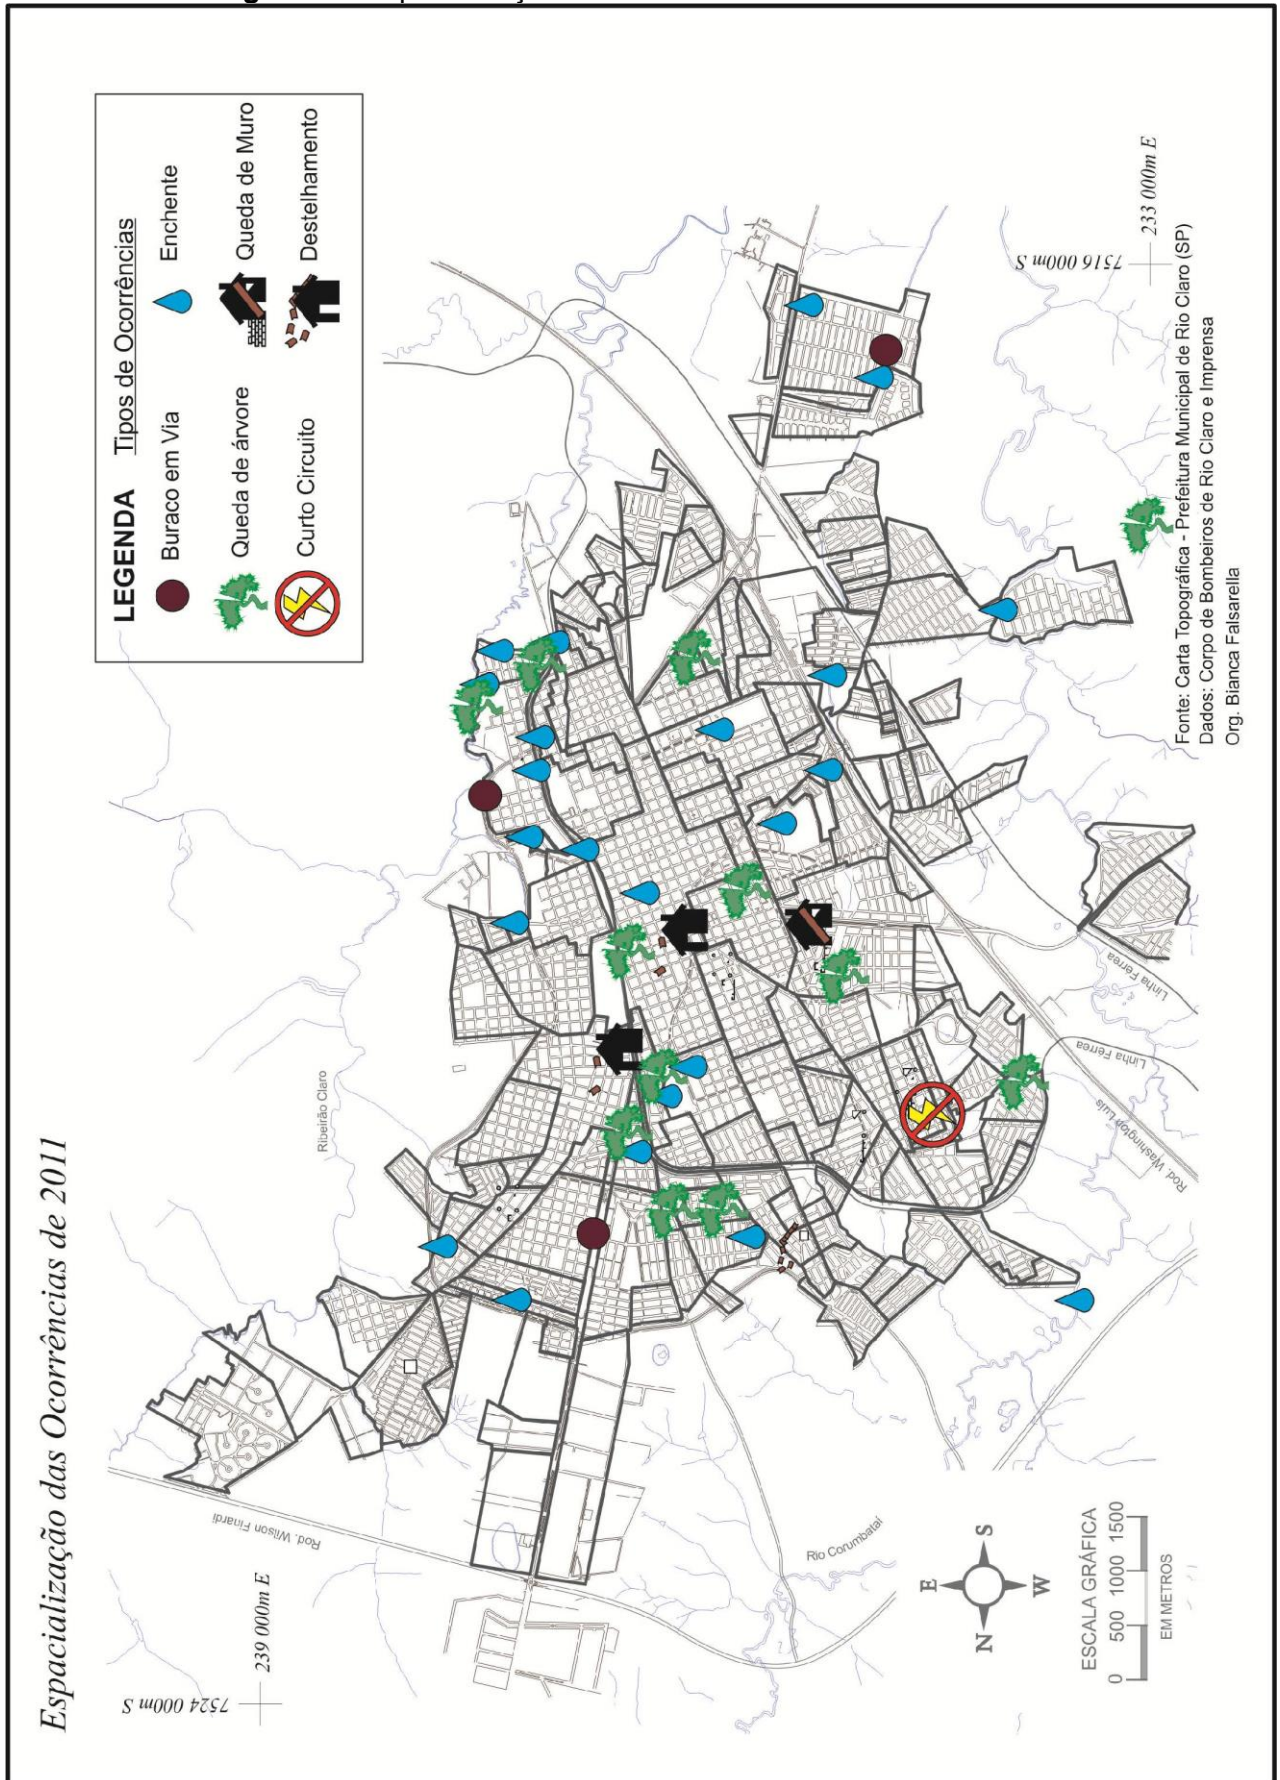 Espacialização das Ocorrências de 2011
LEGENDA Tipos de Ocorrências
Buraco em Via
Enchente
Queda de árvore
Queda de Muro
Curto Circuito
Destelhamento
7524 000m S
239 000m E
Rod. Wilson Finardi
Ribeirão Claro
Rio Corumbataí
Rod. Washington Luis
Linha Férrea
Linha Férrea
7516 000m S
233 000m E
N
E
S
W
ESCALA GRÁFICA
0 500 1000 1500
EM METROS
Fonte: Carta Topográfica - Prefeitura Municipal de Rio Claro (SP)
Dados: Corpo de Bombeiros de Rio Claro e Imprensa
Org. Bianca Falsarella